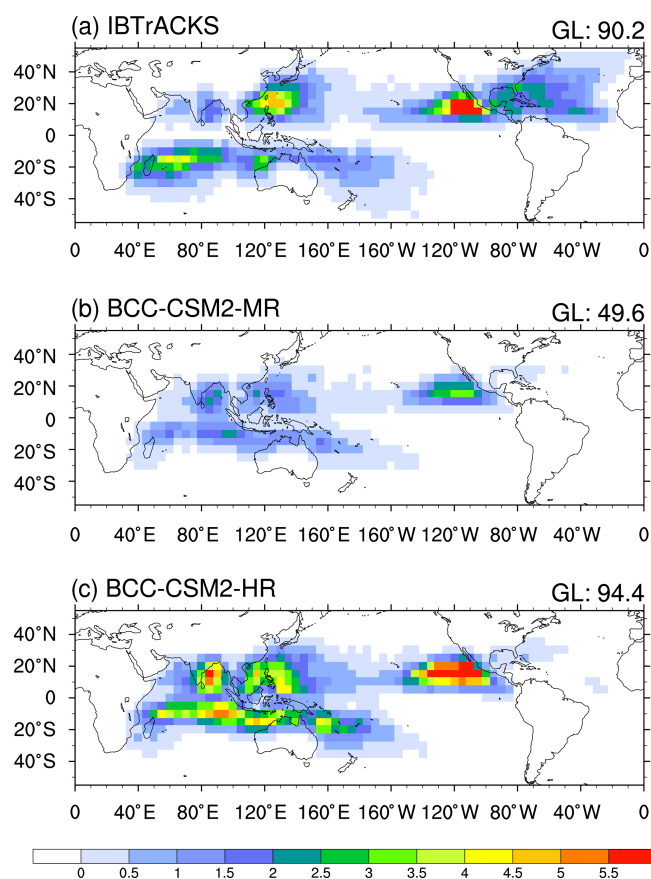 (a) IBTrACKS GL: 90.2
40°N
20°N
0
20°S
40°S
0 40°E 80°E 120°E 160°E 160°W 120°W 80°W 40°W 0
(b) BCC-CSM2-MR GL: 49.6
40°N
20°N
0
20°S
40°S
0 40°E 80°E 120°E 160°E 160°W 120°W 80°W 40°W 0
(c) BCC-CSM2-HR GL: 94.4
40°N
20°N
0
20°S
40°S
0 40°E 80°E 120°E 160°E 160°W 120°W 80°W 40°W 0
0 0.5 1 1.5 2 2.5 3 3.5 4 4.5 5 5.5